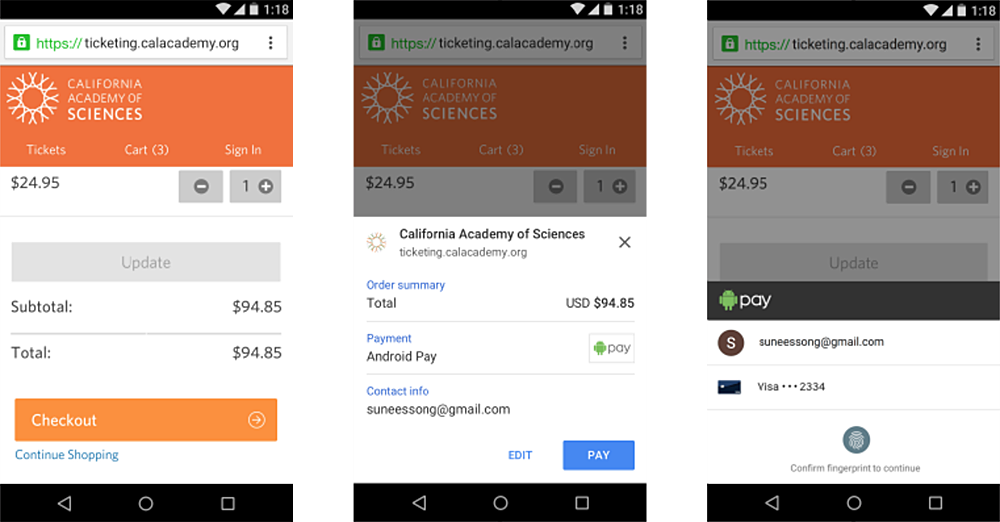 1:18
https://ticketing.calacademy.org
CALIFORNIA
ACADEMY OF
SCIENCES
Tickets Cart (3) Sign In
$24.95 1
Update
Subtotal: $94.85
Total: $94.85
Checkout
Continue Shopping
1:18
https://ticketing.calacademy.org
CALIFORNIA
ACADEMY OF
SCIENCES
Tickets Cart (3) Sign In
$24.95 1
California Academy of Sciences
ticketing.calacademy.org
Order summary
Total USD $94.85
Payment
Android Pay pay
Contact info
suneessong@gmail.com
EDIT PAY
1:18
https://ticketing.calacademy.org
CALIFORNIA
ACADEMY OF
SCIENCES
Tickets Cart (3) Sign In
$24.95 1
Update
pay
S suneessong@gmail.com
Visa ••• 2334
Confirm fingerprint to continue